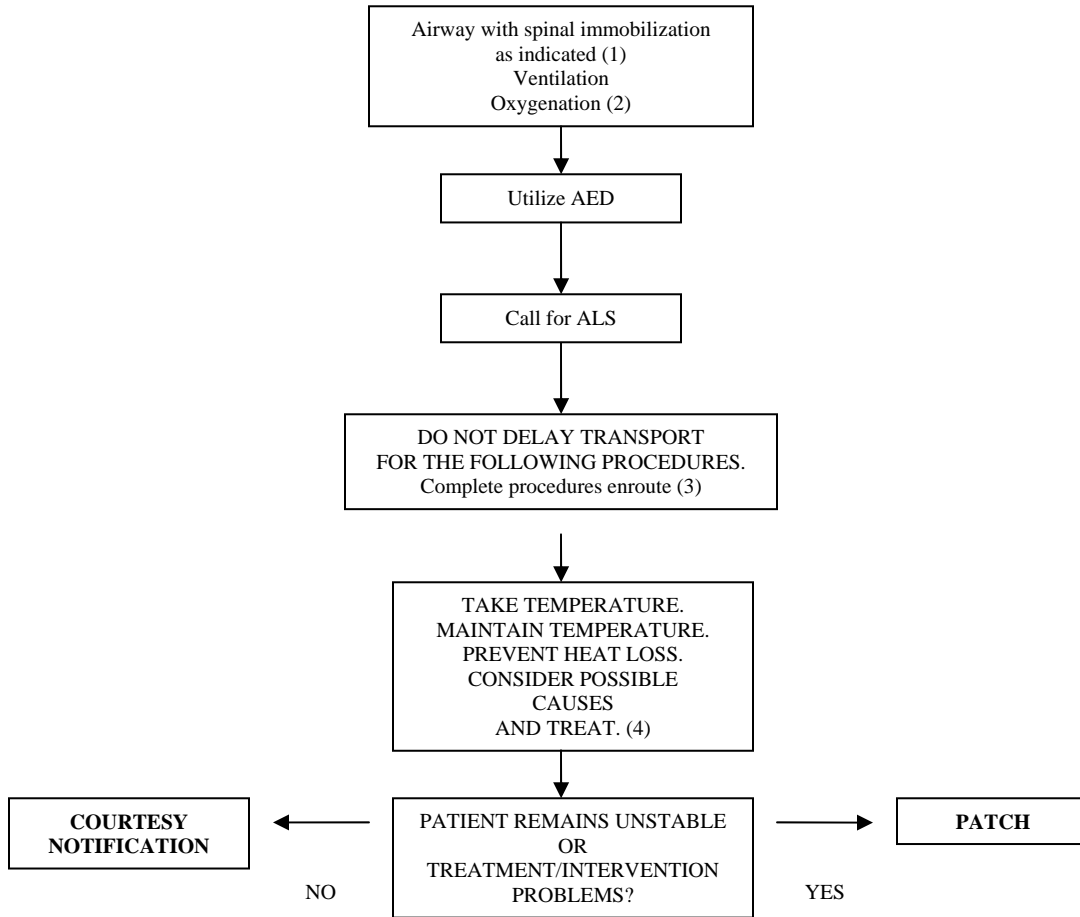 Airway with spinal immobilization
as indicated (1)
Ventilation
Oxygenation (2)
Utilize AED
Call for ALS
DO NOT DELAY TRANSPORT
FOR THE FOLLOWING PROCEDURES.
Complete procedures enroute (3)
TAKE TEMPERATURE.
MAINTAIN TEMPERATURE.
PREVENT HEAT LOSS.
CONSIDER POSSIBLE
CAUSES
AND TREAT. (4)
COURTESY
NOTIFICATION
PATIENT REMAINS UNSTABLE
OR
TREATMENT/INTERVENTION
PROBLEMS?
PATCH
NO
YES